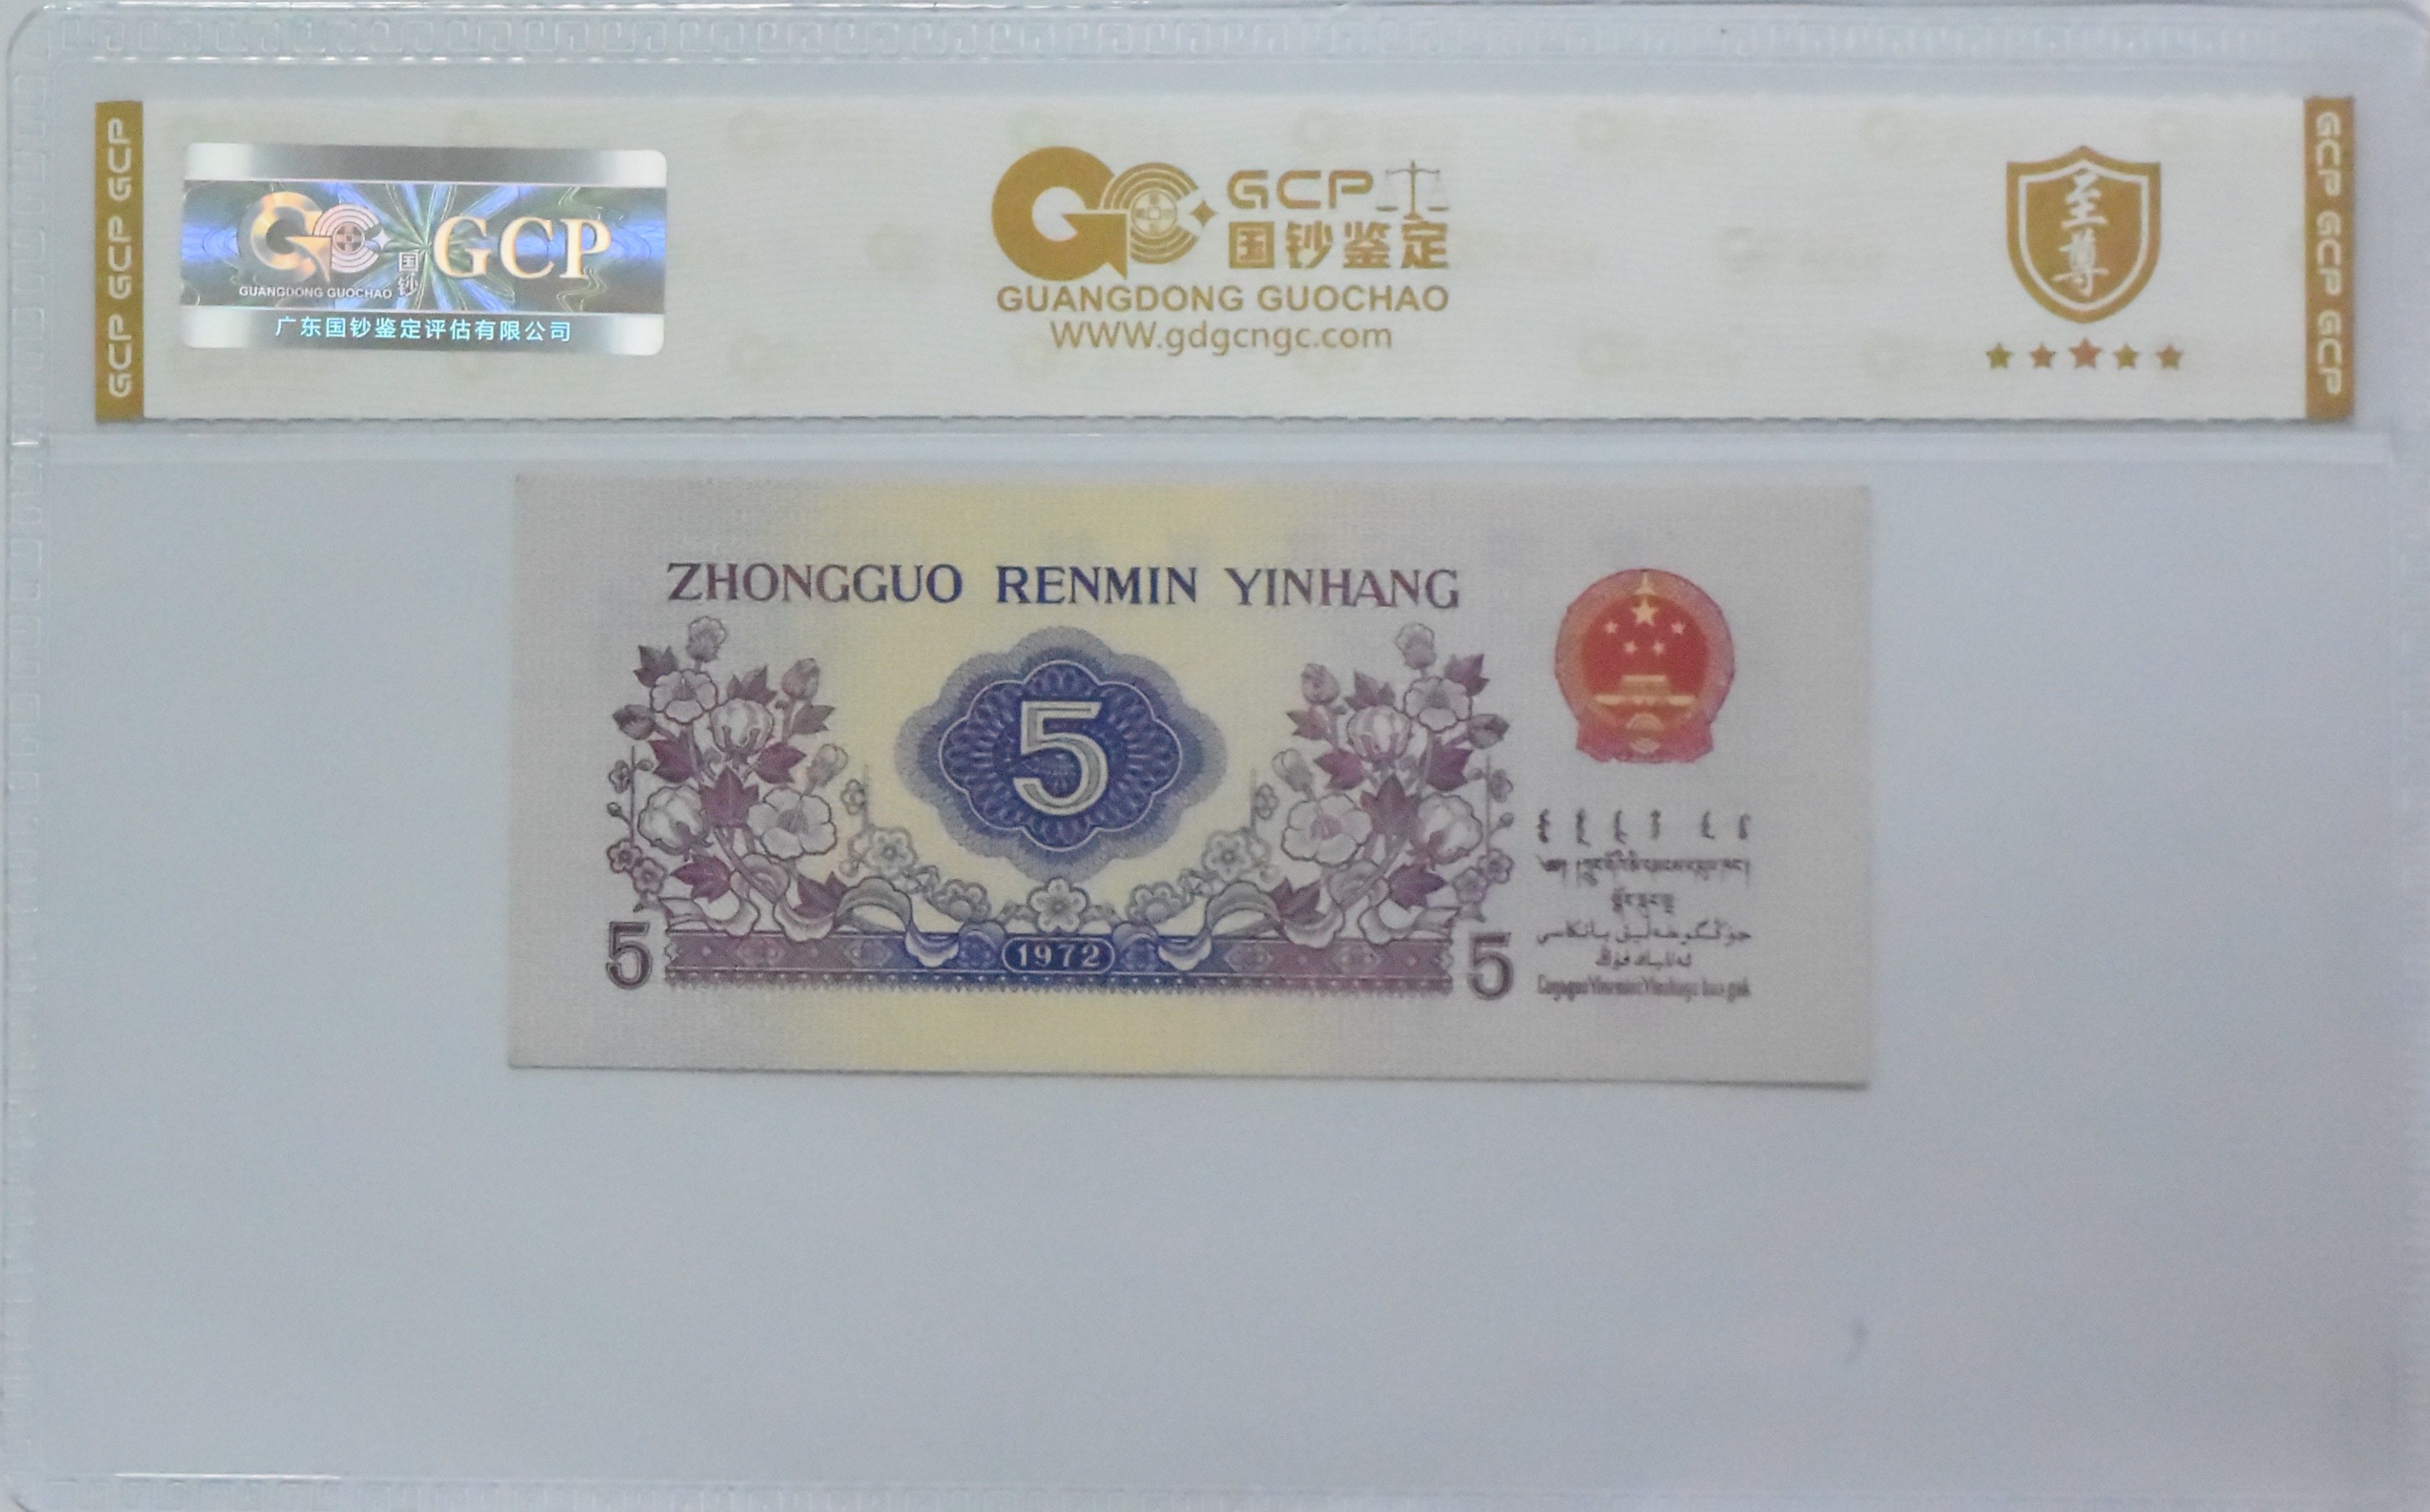 GCP GCP GCP
GCP
国钞
GUANGDONG GUOCHAO
广东国钞鉴定评估有限公司
GCP
国钞鉴定
GUANGDONG GUOCHAO
WWW.gdgcngc.com
至尊
GCP GCP GCP
ZHONGGUO RENMIN YINHANG
5
1972
5
5